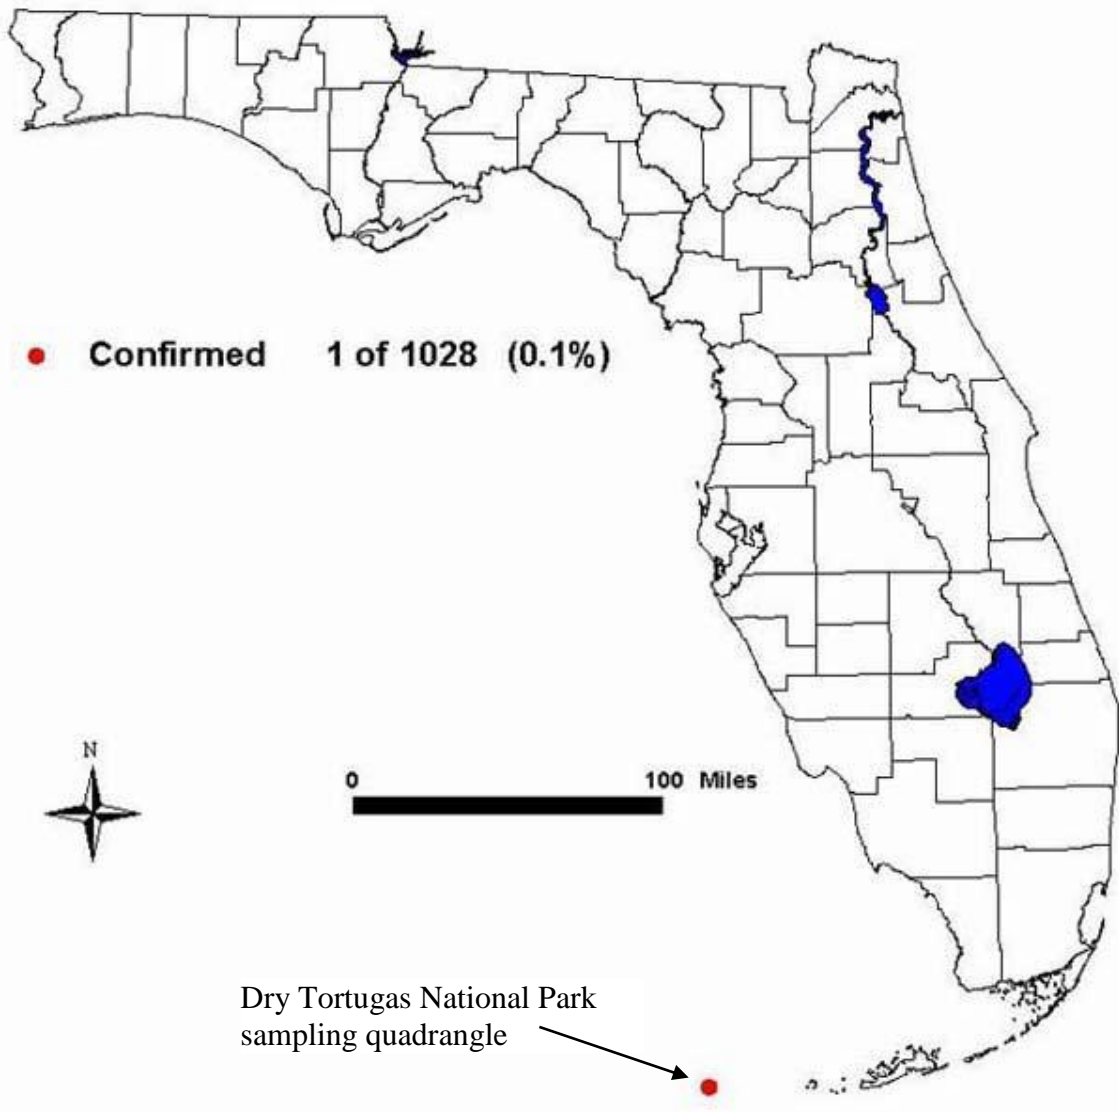 Confirmed 1 of 1028 (0.1%)
N
0 100 Miles
Dry Tortugas National Park
sampling quadrangle